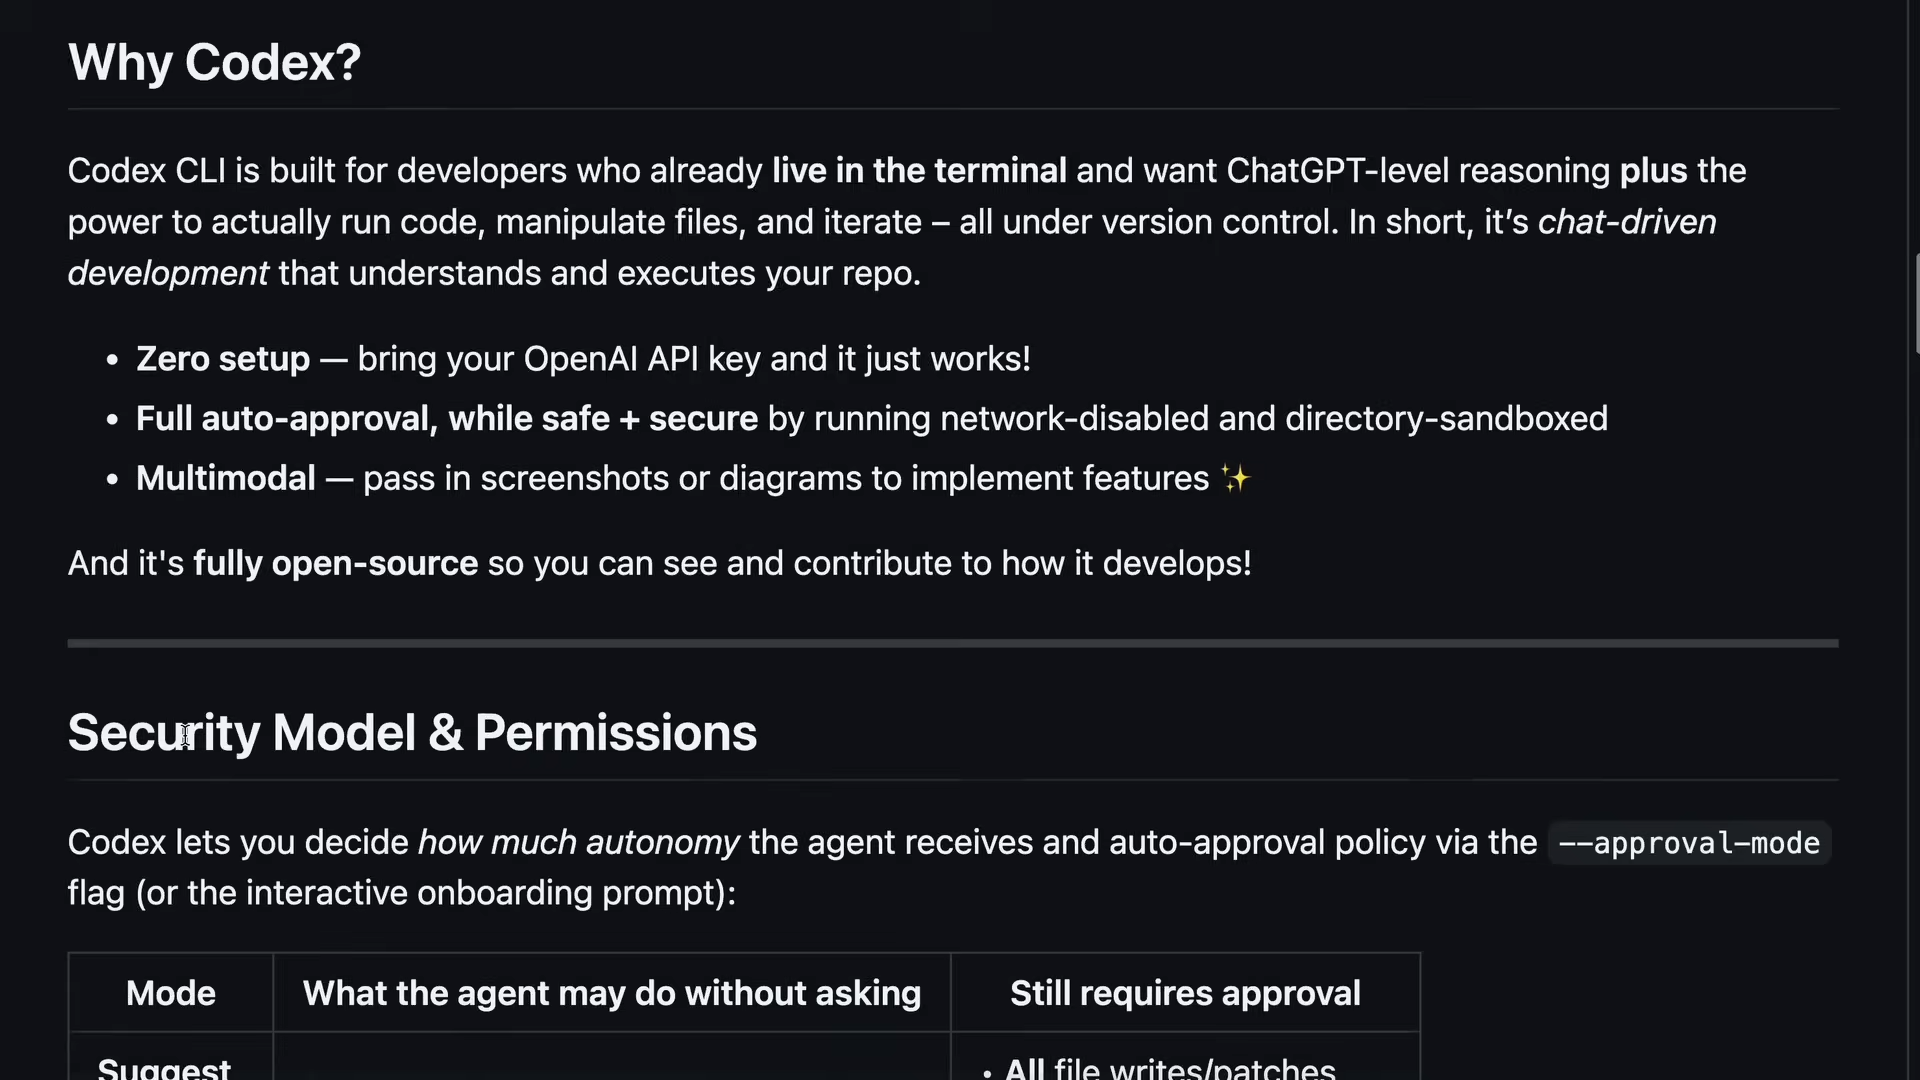 Why Codex?
Codex CLI is built for developers who already live in the terminal and want ChatGPT-level reasoning plus the
power to actually run code, manipulate files, and iterate – all under version control. In short, it’s chat-driven
development that understands and executes your repo.
• Zero setup — bring your OpenAI API key and it just works!
• Full auto-approval, while safe + secure by running network-disabled and directory-sandboxed
• Multimodal — pass in screenshots or diagrams to implement features ✨
And it's fully open-source so you can see and contribute to how it develops!
Security Model & Permissions
Codex lets you decide how much autonomy the agent receives and auto-approval policy via the --approval-mode
flag (or the interactive onboarding prompt):
Mode What the agent may do without asking Still requires approval
Suggest • All file writes/patches